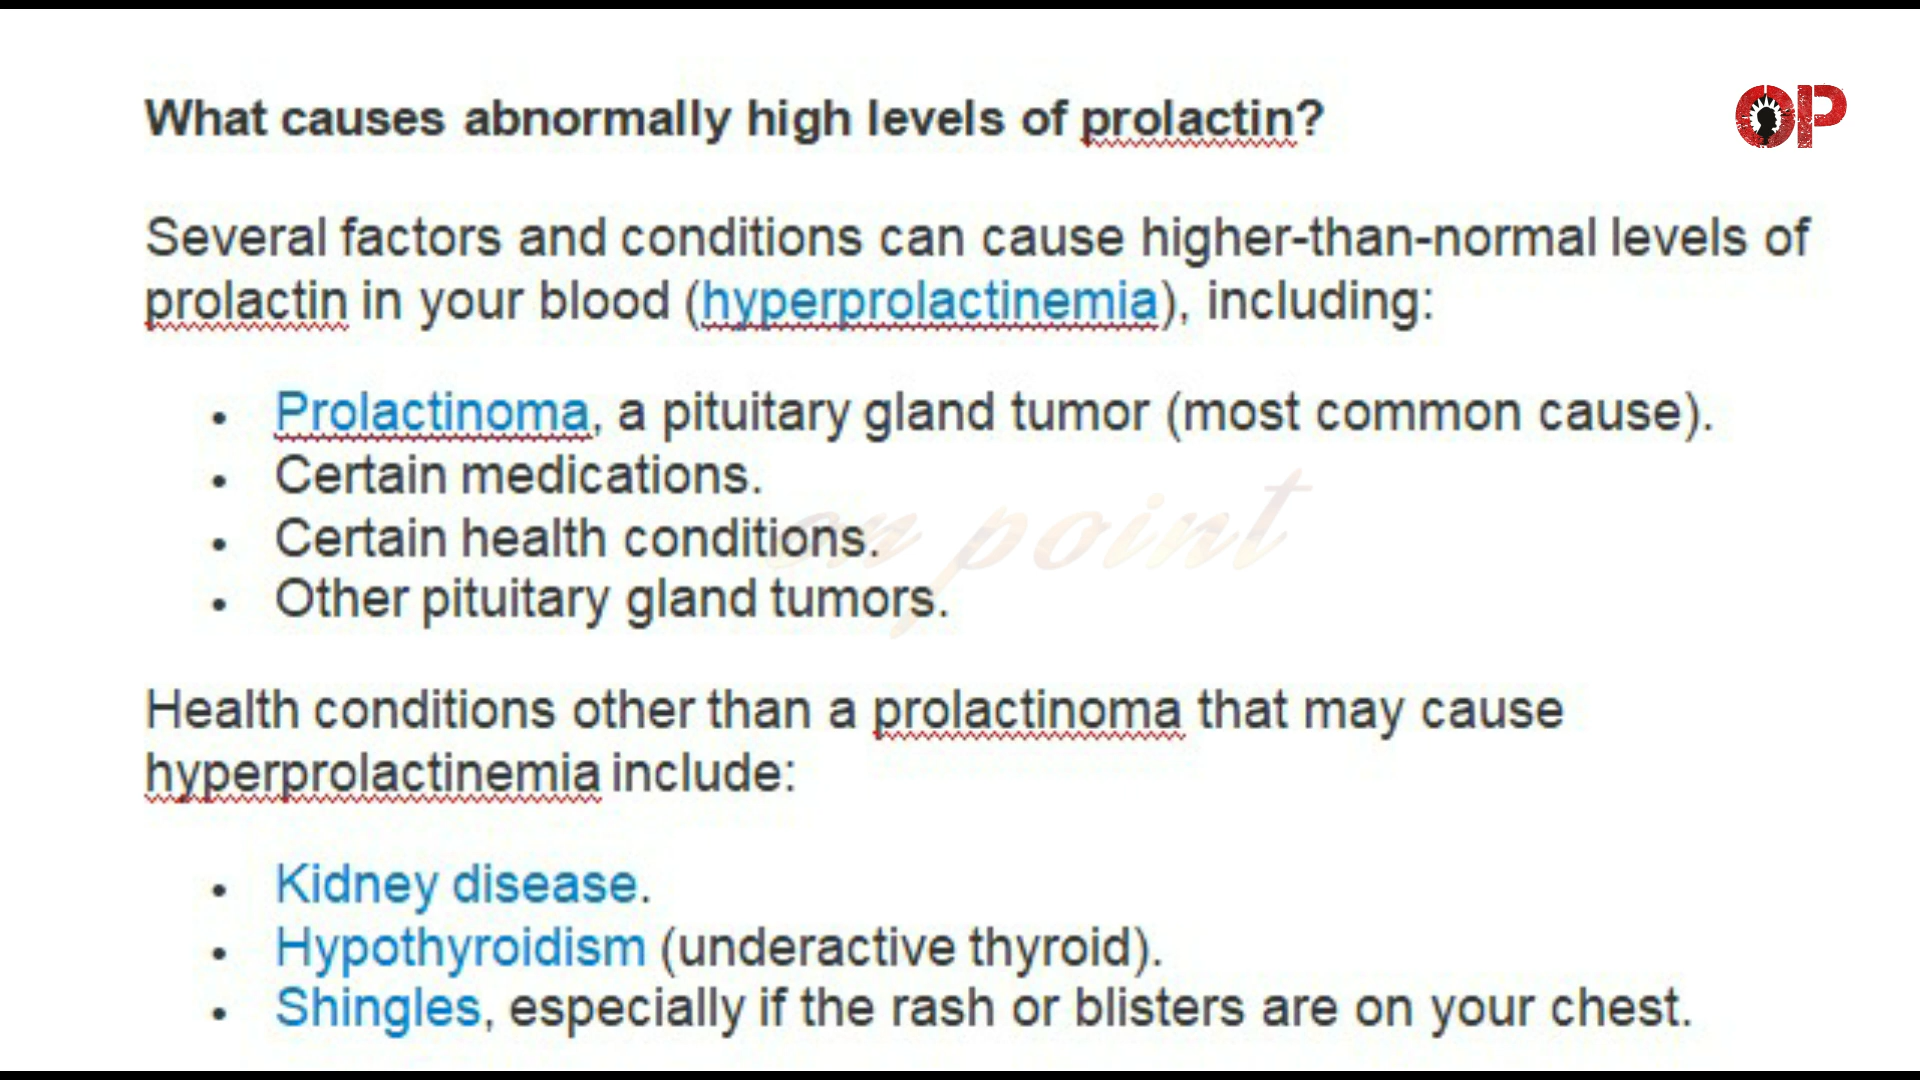 What causes abnormally high levels of prolactin?
OP
Several factors and conditions can cause higher-than-normal levels of
prolactin in your blood (hyperprolactinemia), including:
• Prolactinoma, a pituitary gland tumor (most common cause).
• Certain medications.
• Certain health conditions.
on point
• Other pituitary gland tumors.
Health conditions other than a prolactinoma that may cause
hyperprolactinemia include:
• Kidney disease.
• Hypothyroidism (underactive thyroid).
• Shingles, especially if the rash or blisters are on your chest.